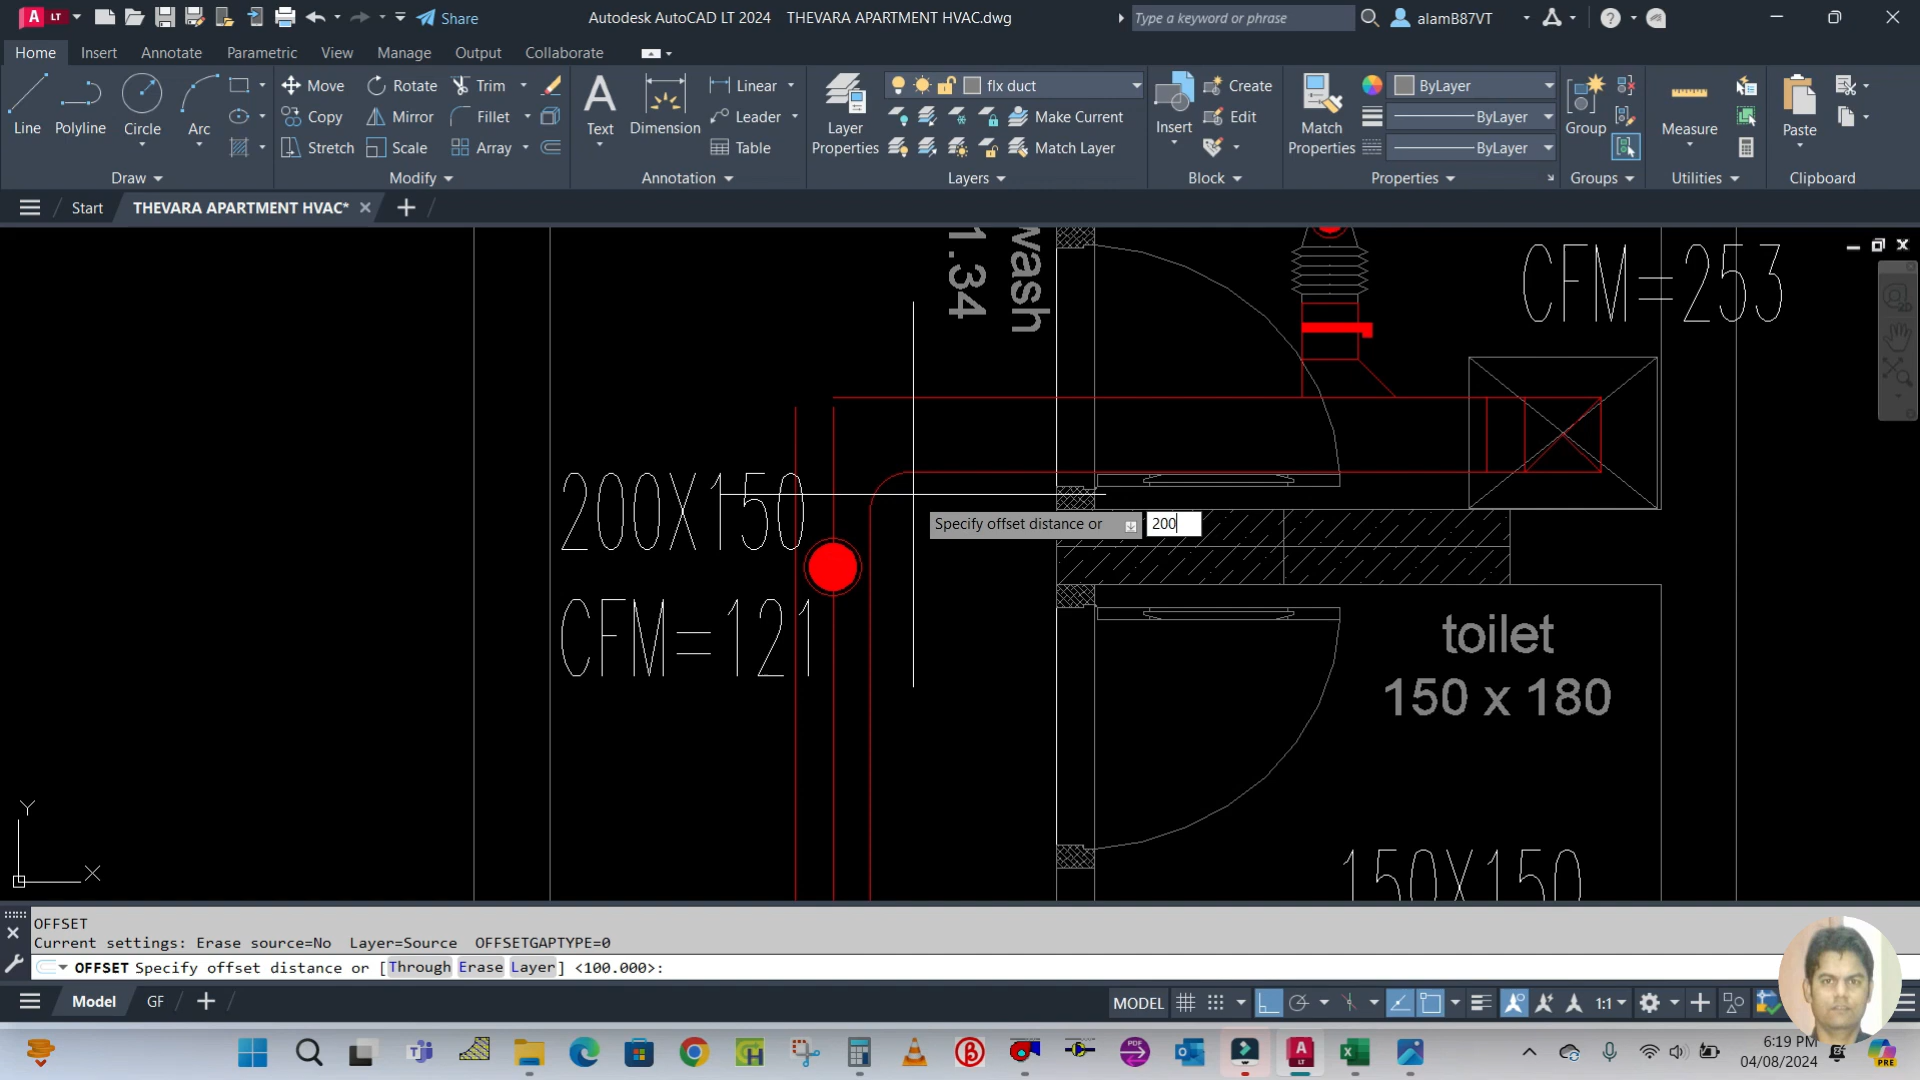 A LT
Share
Autodesk AutoCAD LT 2024 THEVARA APARTMENT HVAC.dwg
Type a keyword or phrase
alamB87VT
Home Insert Annotate Parametric View Manage Output Collaborate
Line Polyline Circle Arc
Move Rotate Trim
Copy Mirror Fillet
Stretch Scale Array
Text Dimension
Linear
Leader
Table
Layer Properties
flx duct
Make Current
Match Layer
Insert
Create
Edit
Match Properties
ByLayer
ByLayer
ByLayer
Group
Measure
Paste
Draw Modify Annotation Layers Block Properties Groups Utilities Clipboard
Start THEVARA APARTMENT HVAC*
wash
1.34
CFM=253
200X150
CFM=121
Specify offset distance or 200
toilet
150 x 180
150X150
Y
X
OFFSET
Current settings: Erase source=No Layer=Source OFFSETGAPTYPE=0
OFFSET Specify offset distance or [Through Erase Layer] <100.000>:
Model GF
MODEL
1:1
6:19 PM
04/08/2024
PRE